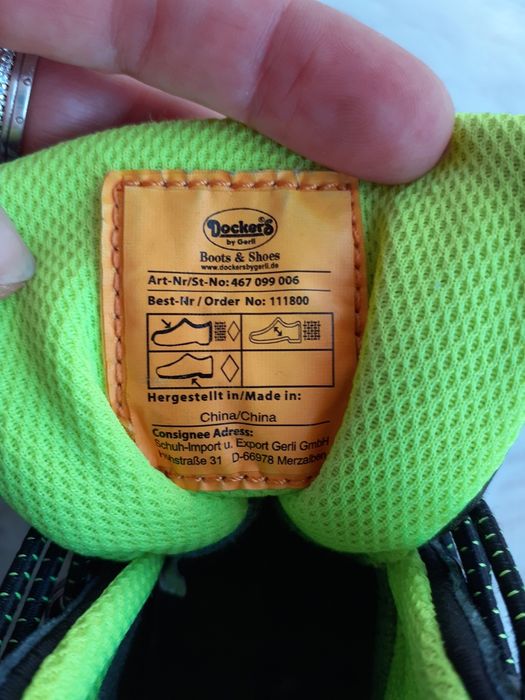 Dockers®
by Gerli
Boots & Shoes
www.dockersbygerli.de
Art-Nr/St-No: 467 099 006
Best-Nr / Order No: 111800
Hergestellt in/Made in:
China/China
Consignee Adress:
Schuh-Import u. Export Gerli GmbH
31 D-66978 Merzalben